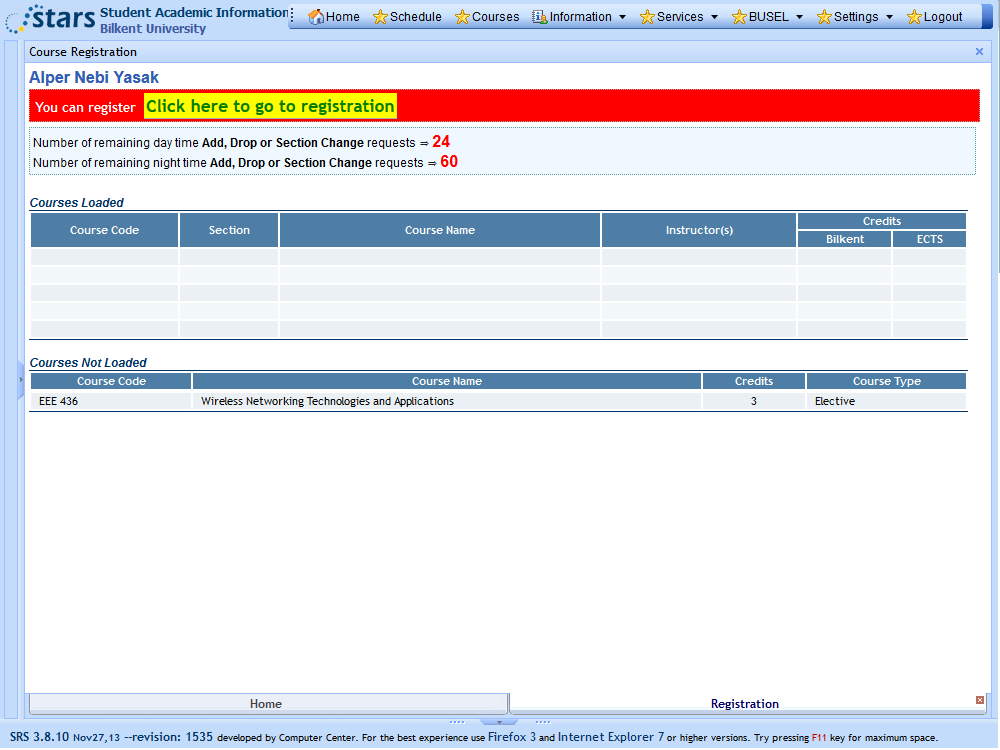 stars Student Academic Information
Bilkent University
Home Schedule Courses Information Services BUSEL Settings Logout
Course Registration
Alper Nebi Yasak
You can register Click here to go to registration
Number of remaining day time Add, Drop or Section Change requests ⇒ 24
Number of remaining night time Add, Drop or Section Change requests ⇒ 60
Courses Loaded
Course Code Section Course Name Instructor(s) Credits
Bilkent ECTS
Courses Not Loaded
Course Code Course Name Credits Course Type
EEE 436 Wireless Networking Technologies and Applications 3 Elective
Home Registration
SRS 3.8.10 Nov27,13 --revision: 1535 developed by Computer Center. For the best experience use Firefox 3 and Internet Explorer 7 or higher versions. Try pressing F11 key for maximum space.